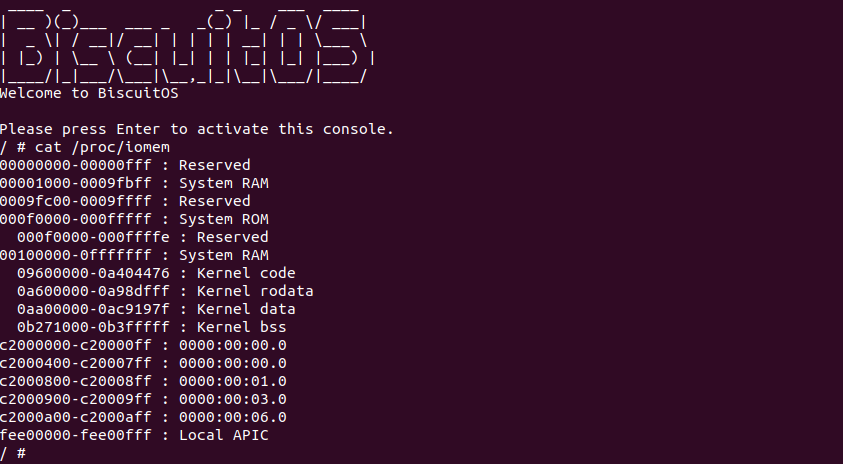 ____  _                _ _    ___  ____
| __ )(_)___  ___ _   _(_) |_ / _ \/ ___|
|  _ \| / __|/ __| | | | | __| | | \___ \
| |_) | \__ \ (__| |_| | | |_| |_| |___) |
|____/|_|___/\___|\__,_|_|\__|\___/|____/
Welcome to BiscuitOS

Please press Enter to activate this console.
/ # cat /proc/iomem
00000000-00000fff : Reserved
00001000-0009fbff : System RAM
0009fc00-0009ffff : Reserved
000f0000-000fffff : System ROM
  000f0000-000ffffe : Reserved
00100000-0fffffff : System RAM
  09600000-0a404476 : Kernel code
  0a600000-0a98dfff : Kernel rodata
  0aa00000-0ac9197f : Kernel data
  0b271000-0b3fffff : Kernel bss
c2000000-c20000ff : 0000:00:00.0
c2000400-c20007ff : 0000:00:00.0
c2000800-c20008ff : 0000:00:01.0
c2000900-c20009ff : 0000:00:03.0
c2000a00-c2000aff : 0000:00:06.0
fee00000-fee00fff : Local APIC
/ #